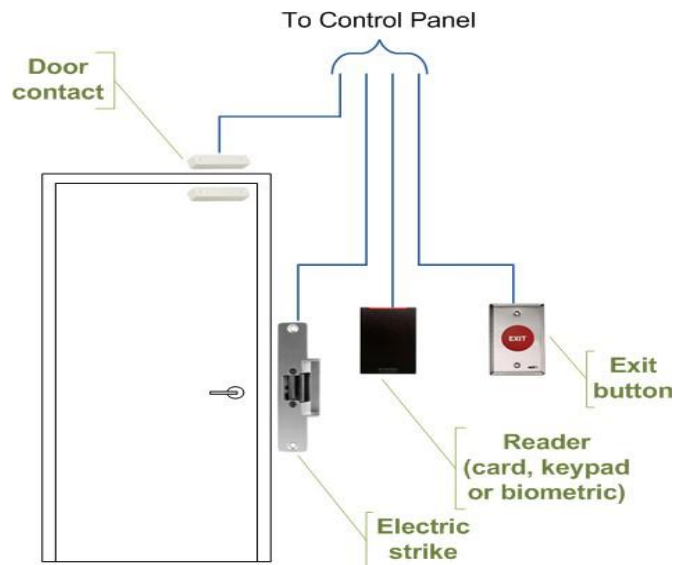 To Control Panel
Door
contact
EXIT
Exit
button
Reader
(card, keypad
or biometric)
Electric
strike